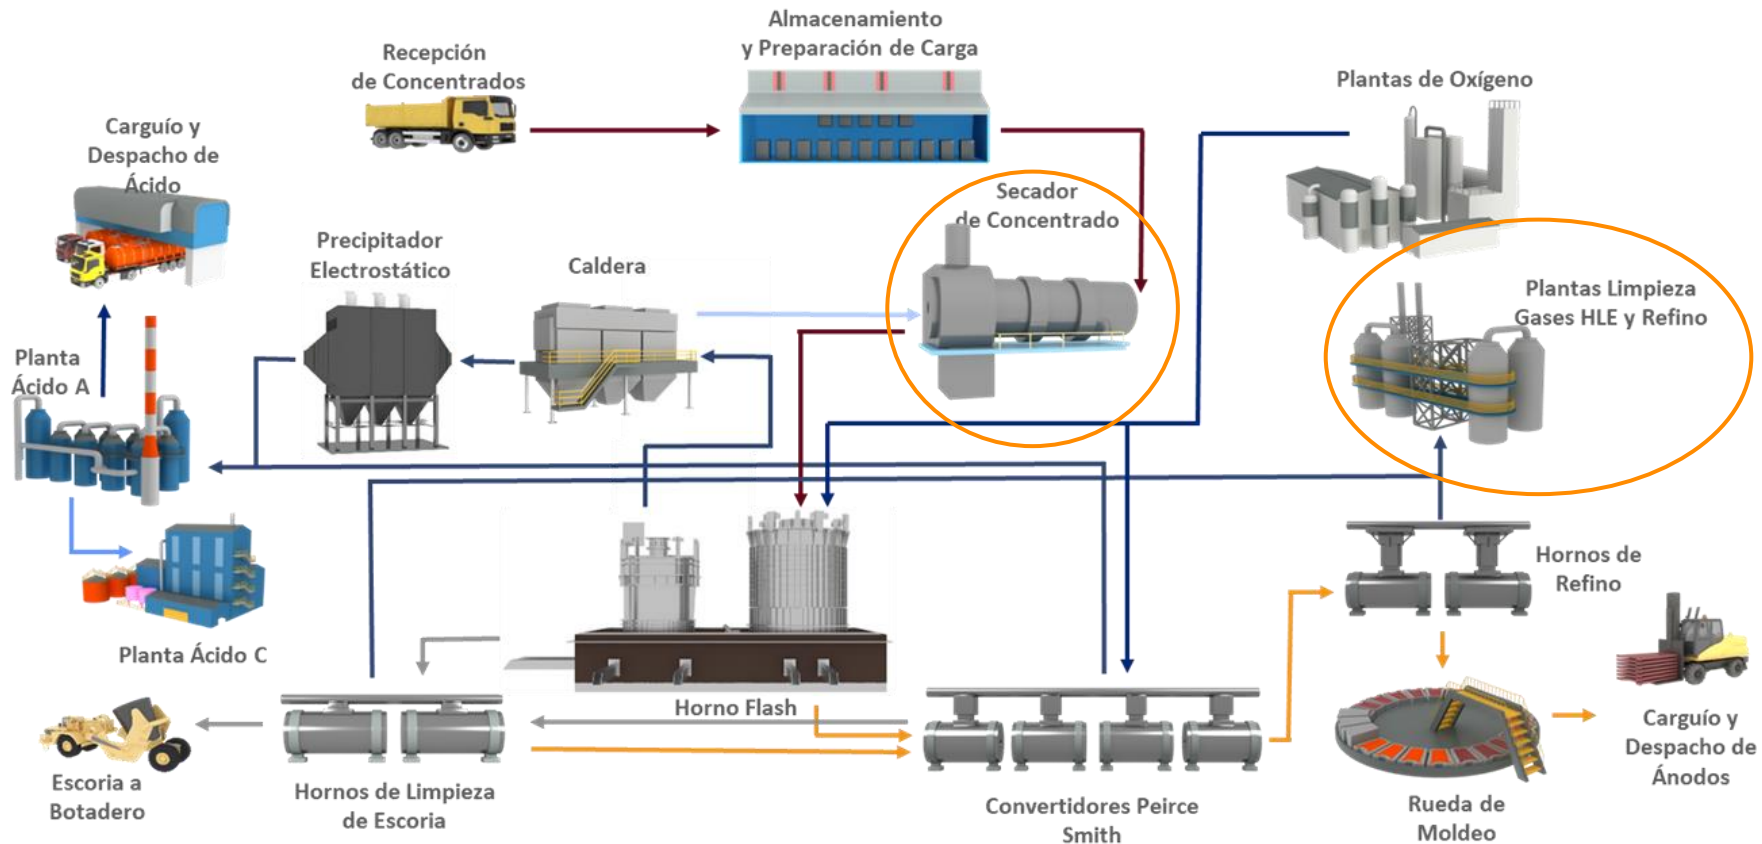 Almacenamiento
y Preparación de Carga
Recepción
de Concentrados
Plantas de Oxígeno
Carguío y
Despacho de
Ácido
Secador
de Concentrado
Precipitador
Electrostático
Caldera
Plantas Limpieza
Gases HLE y Refino
Planta
Ácido A
Hornos de
Refino
Planta Ácido C
Horno Flash
Carguío y
Despacho de
Ánodos
Escoria a
Botadero
Hornos de Limpieza
de Escoria
Convertidores Peirce
Smith
Rueda de
Moldeo